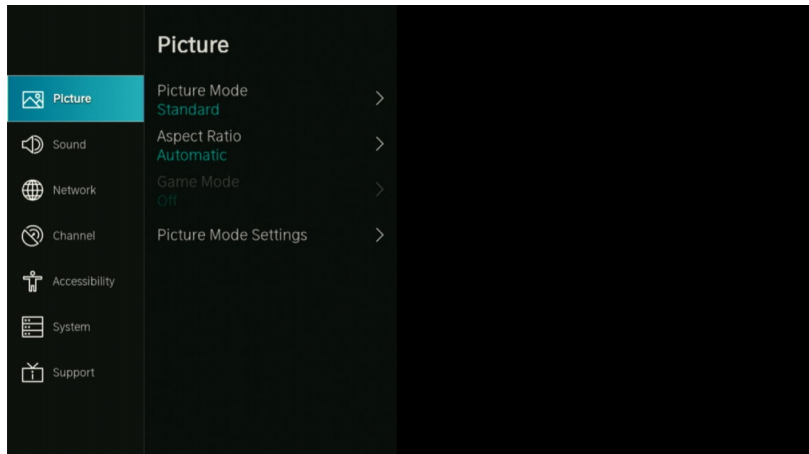 Picture
Picture
Sound
Network
Channel
Accessibility
System
Support
Picture Mode
Standard
Aspect Ratio
Automatic
Game Mode
Off
Picture Mode Settings